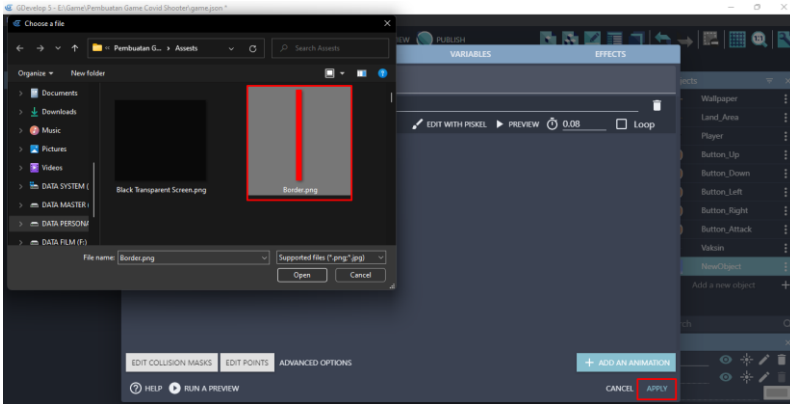 GDevelop 5 - E:\Game\Pembuatan Game Covid Shooter\game.json *
Choose a file
Pembuatan G... > Assests
Search Assests
PUBLISH
VARIABLES
EFFECTS
Organize
New folder
Documents
Downloads
Music
Pictures
Videos
DATA SYSTEM (
DATA MASTER
DATA PERSONA
DATA FILM (F:)
Black Transparent Screen.png
Border.png
File name:
Border.png
Supported files (*.png;*.jpg)
Open
Cancel
EDIT WITH PISKEL
PREVIEW
0.08
Loop
Wallpaper
Land_Area
Player
Button_Up
Button_Down
Button_Left
Button_Right
Button_Attack
Vaksin
NewObject
Add a new object
EDIT COLLISION MASKS
EDIT POINTS
ADVANCED OPTIONS
+ ADD AN ANIMATION
HELP
RUN A PREVIEW
CANCEL
APPLY